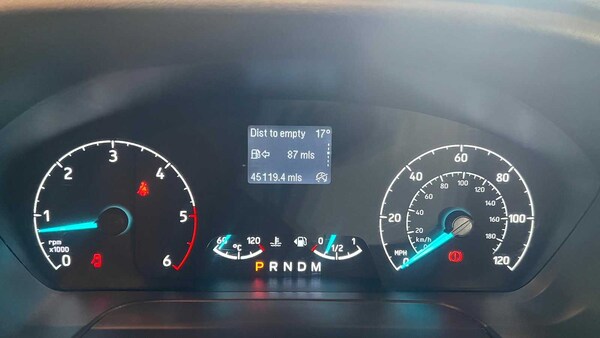 Dist to empty 17°
87 mls
45119.4 mls
0 1 2 3 4 5 6
rpm
x1000
60 °C 120
0 1/2 1
P R N D M
0 20 40 60 80 100 120
MPH
0 20 40 60 80 100 120 140 160 180
km/h